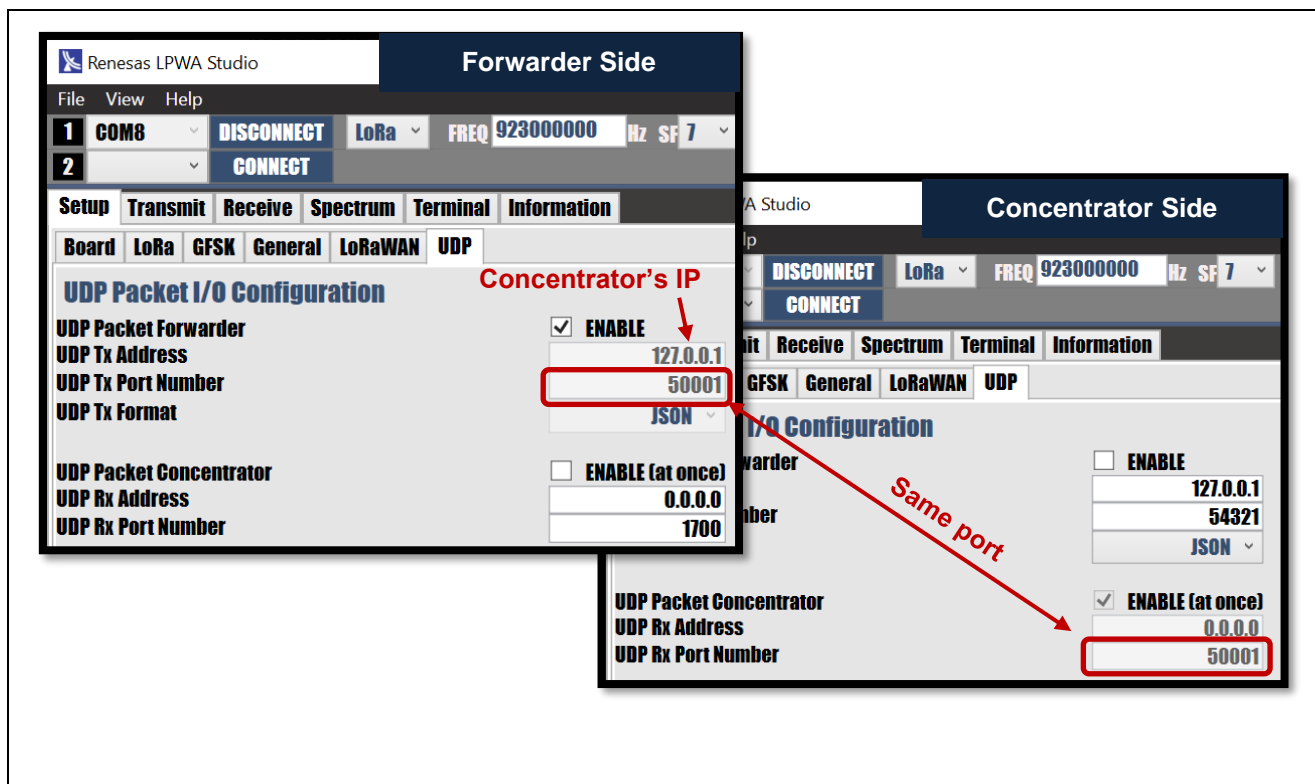 Renesas LPWA Studio
Forwarder Side
File View Help
1 COM8 DISCONNECT LoRa FREQ 923000000 Hz SF 7
2 CONNECT
Setup Transmit Receive Spectrum Terminal Information
Board LoRa GFSK General LoRaWAN UDP
Concentrator's IP
UDP Packet I/O Configuration
UDP Packet Forwarder ENABLE
UDP Tx Address 127.0.0.1
UDP Tx Port Number 50001
UDP Tx Format JSON
UDP Packet Concentrator ENABLE (at once)
UDP Rx Address 0.0.0.0
UDP Rx Port Number 1700
Same port
Studio
Concentrator Side
DISCONNECT LoRa FREQ 923000000 Hz SF 7
CONNECT
Receive Spectrum Terminal Information
GFSK General LoRaWAN UDP
I/O Configuration
ENABLE
127.0.0.1
54321
JSON
UDP Packet Concentrator ENABLE (at once)
UDP Rx Address 0.0.0.0
UDP Rx Port Number 50001